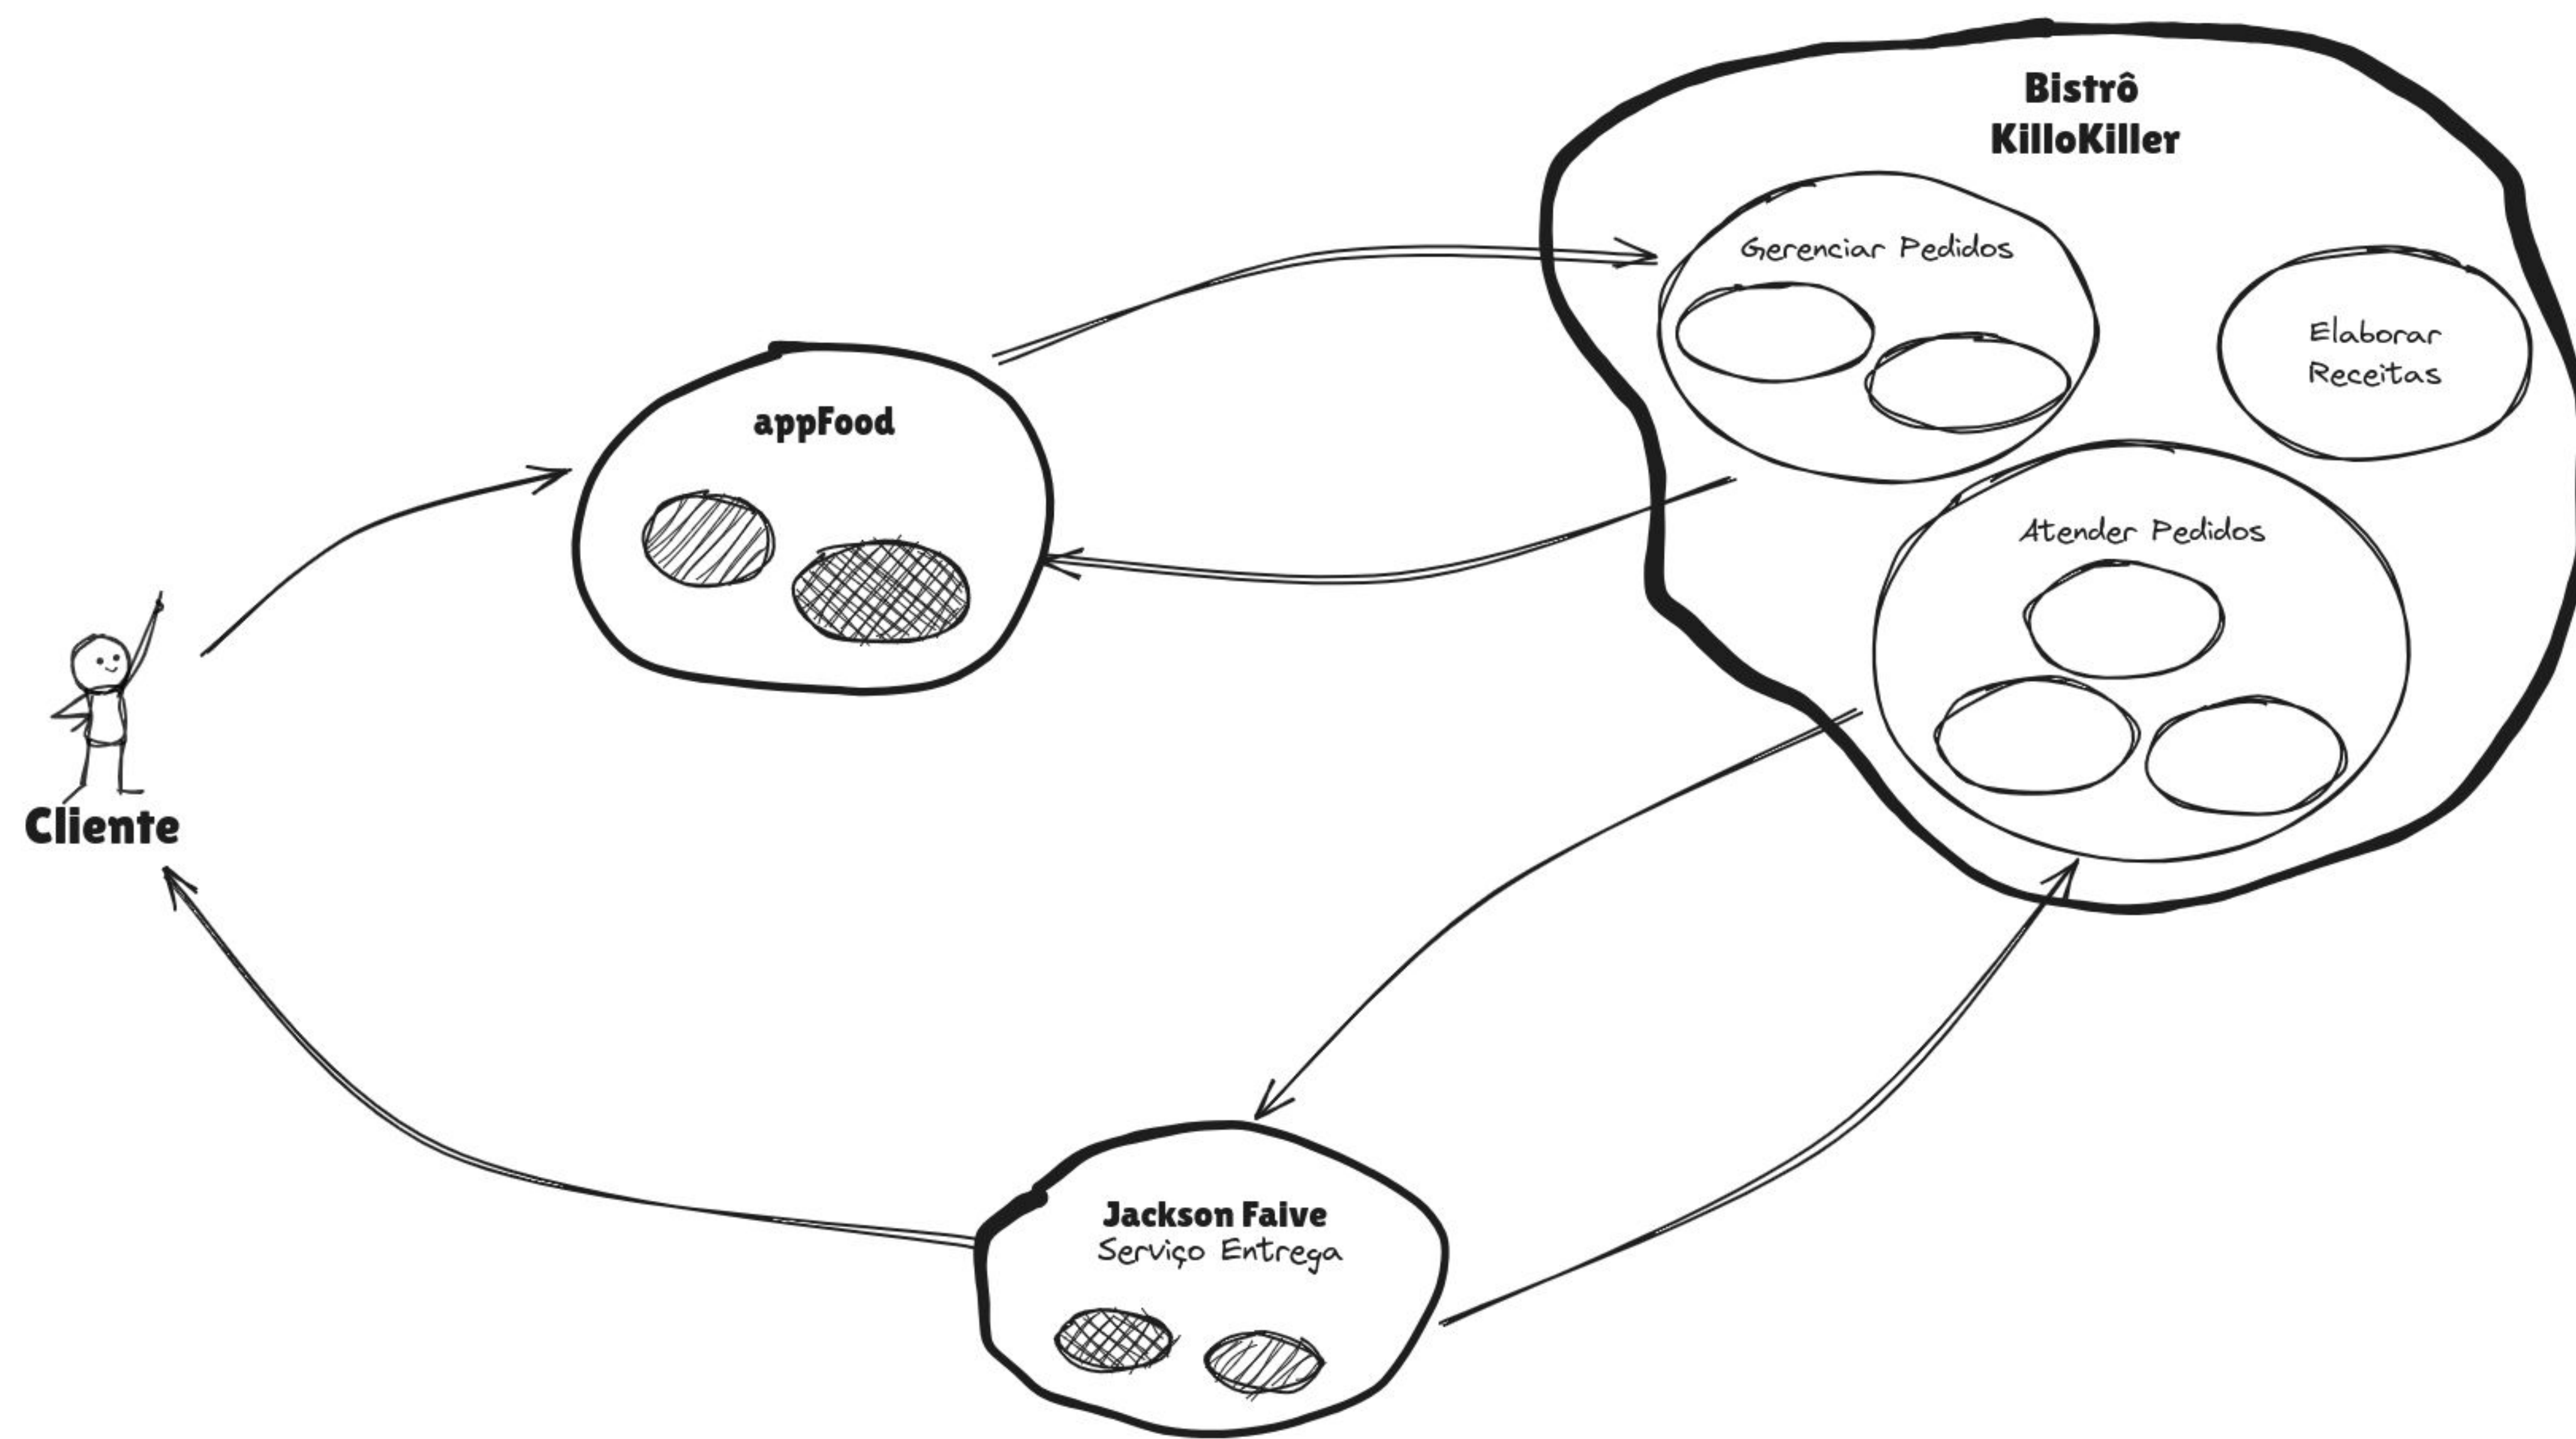 Bistrô
KilloKiller
Gerenciar Pedidos
Elaborar
Receitas
appFood
Atender Pedidos
Cliente
Jackson Faive
Serviço Entrega